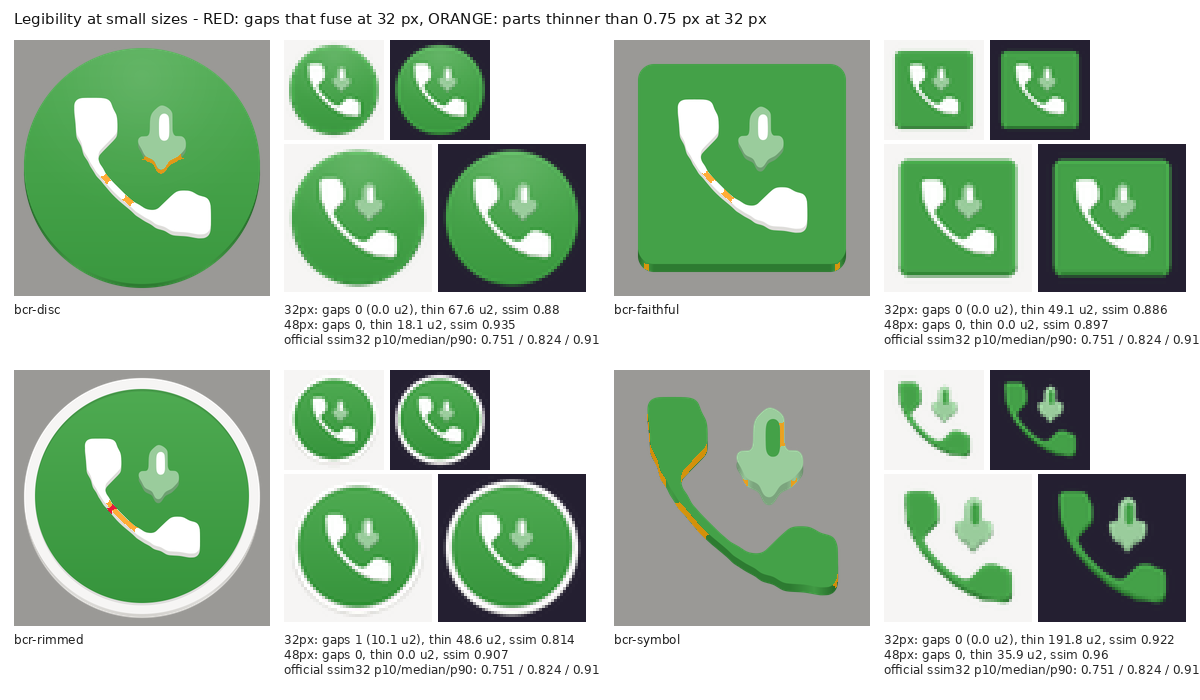 Legibility at small sizes - RED: gaps that fuse at 32 px, ORANGE: parts thinner than 0.75 px at 32 px
bcr-disc
32px: gaps 0 (0.0 u2), thin 67.6 u2, ssim 0.88
48px: gaps 0, thin 18.1 u2, ssim 0.935
official ssim32 p10/median/p90: 0.751 / 0.824 / 0.91
bcr-faithful
32px: gaps 0 (0.0 u2), thin 49.1 u2, ssim 0.886
48px: gaps 0, thin 0.0 u2, ssim 0.897
official ssim32 p10/median/p90: 0.751 / 0.824 / 0.91
bcr-rimmed
32px: gaps 1 (10.1 u2), thin 48.6 u2, ssim 0.814
48px: gaps 0, thin 0.0 u2, ssim 0.907
official ssim32 p10/median/p90: 0.751 / 0.824 / 0.91
bcr-symbol
32px: gaps 0 (0.0 u2), thin 191.8 u2, ssim 0.922
48px: gaps 0, thin 35.9 u2, ssim 0.96
official ssim32 p10/median/p90: 0.751 / 0.824 / 0.91